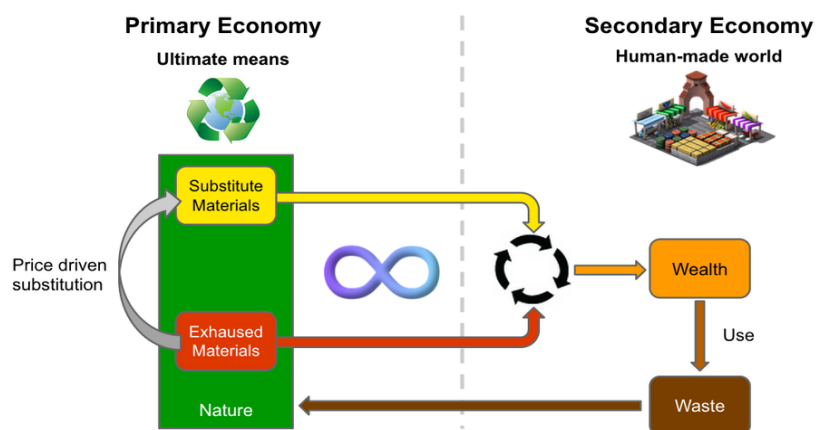 Primary Economy
Secondary Economy
Ultimate means
Human-made world
Substitute
Materials
Price driven
substitution
Wealth
Exhaused
Materials
Use
Nature
Waste